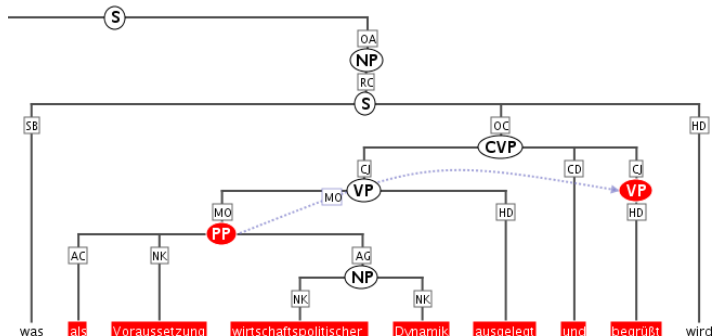 S
OA
NP
RC
S
SB OC HD
CVP
CJ CD CJ
VP MO VP
MO HD HD
PP
AC NK AG
NP
NK NK
was als Voraussetzung wirtschaftspolitischer Dynamik ausgelegt und begrüßt wird